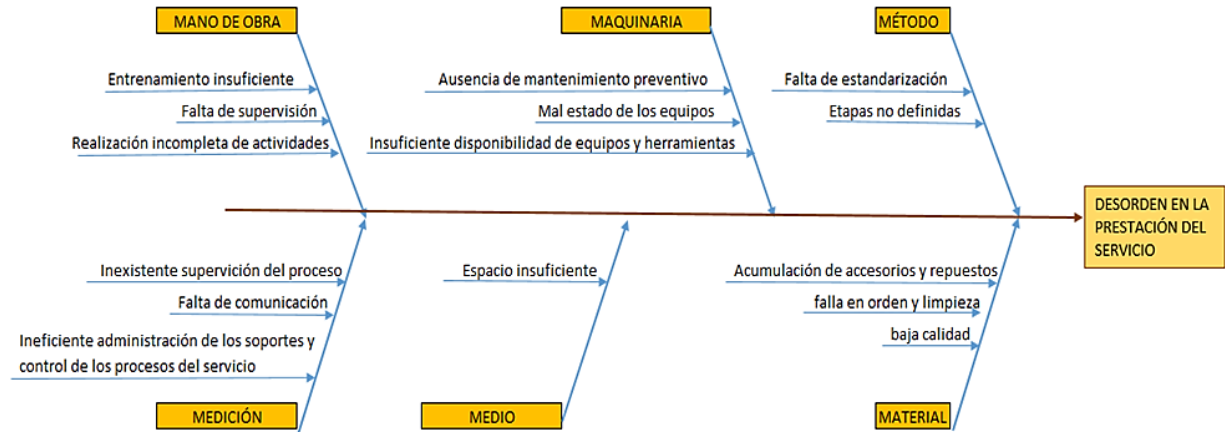 MANO DE OBRA
Entrenamiento insuficiente
Falta de supervisión
Realización incompleta de actividades
MAQUINARIA
Ausencia de mantenimiento preventivo
Mal estado de los equipos
Insuficiente disponibilidad de equipos y herramientas
MÉTODO
Falta de estandarización
Etapas no definidas
DESORDEN EN LA
PRESTACIÓN DEL
SERVICIO
Inexistente supervición del proceso
Falta de comunicación
Ineficiente administración de los soportes y
control de los procesos del servicio
MEDICIÓN
Espacio insuficiente
MEDIO
Acumulación de accesorios y repuestos
falla en orden y limpieza
baja calidad
MATERIAL